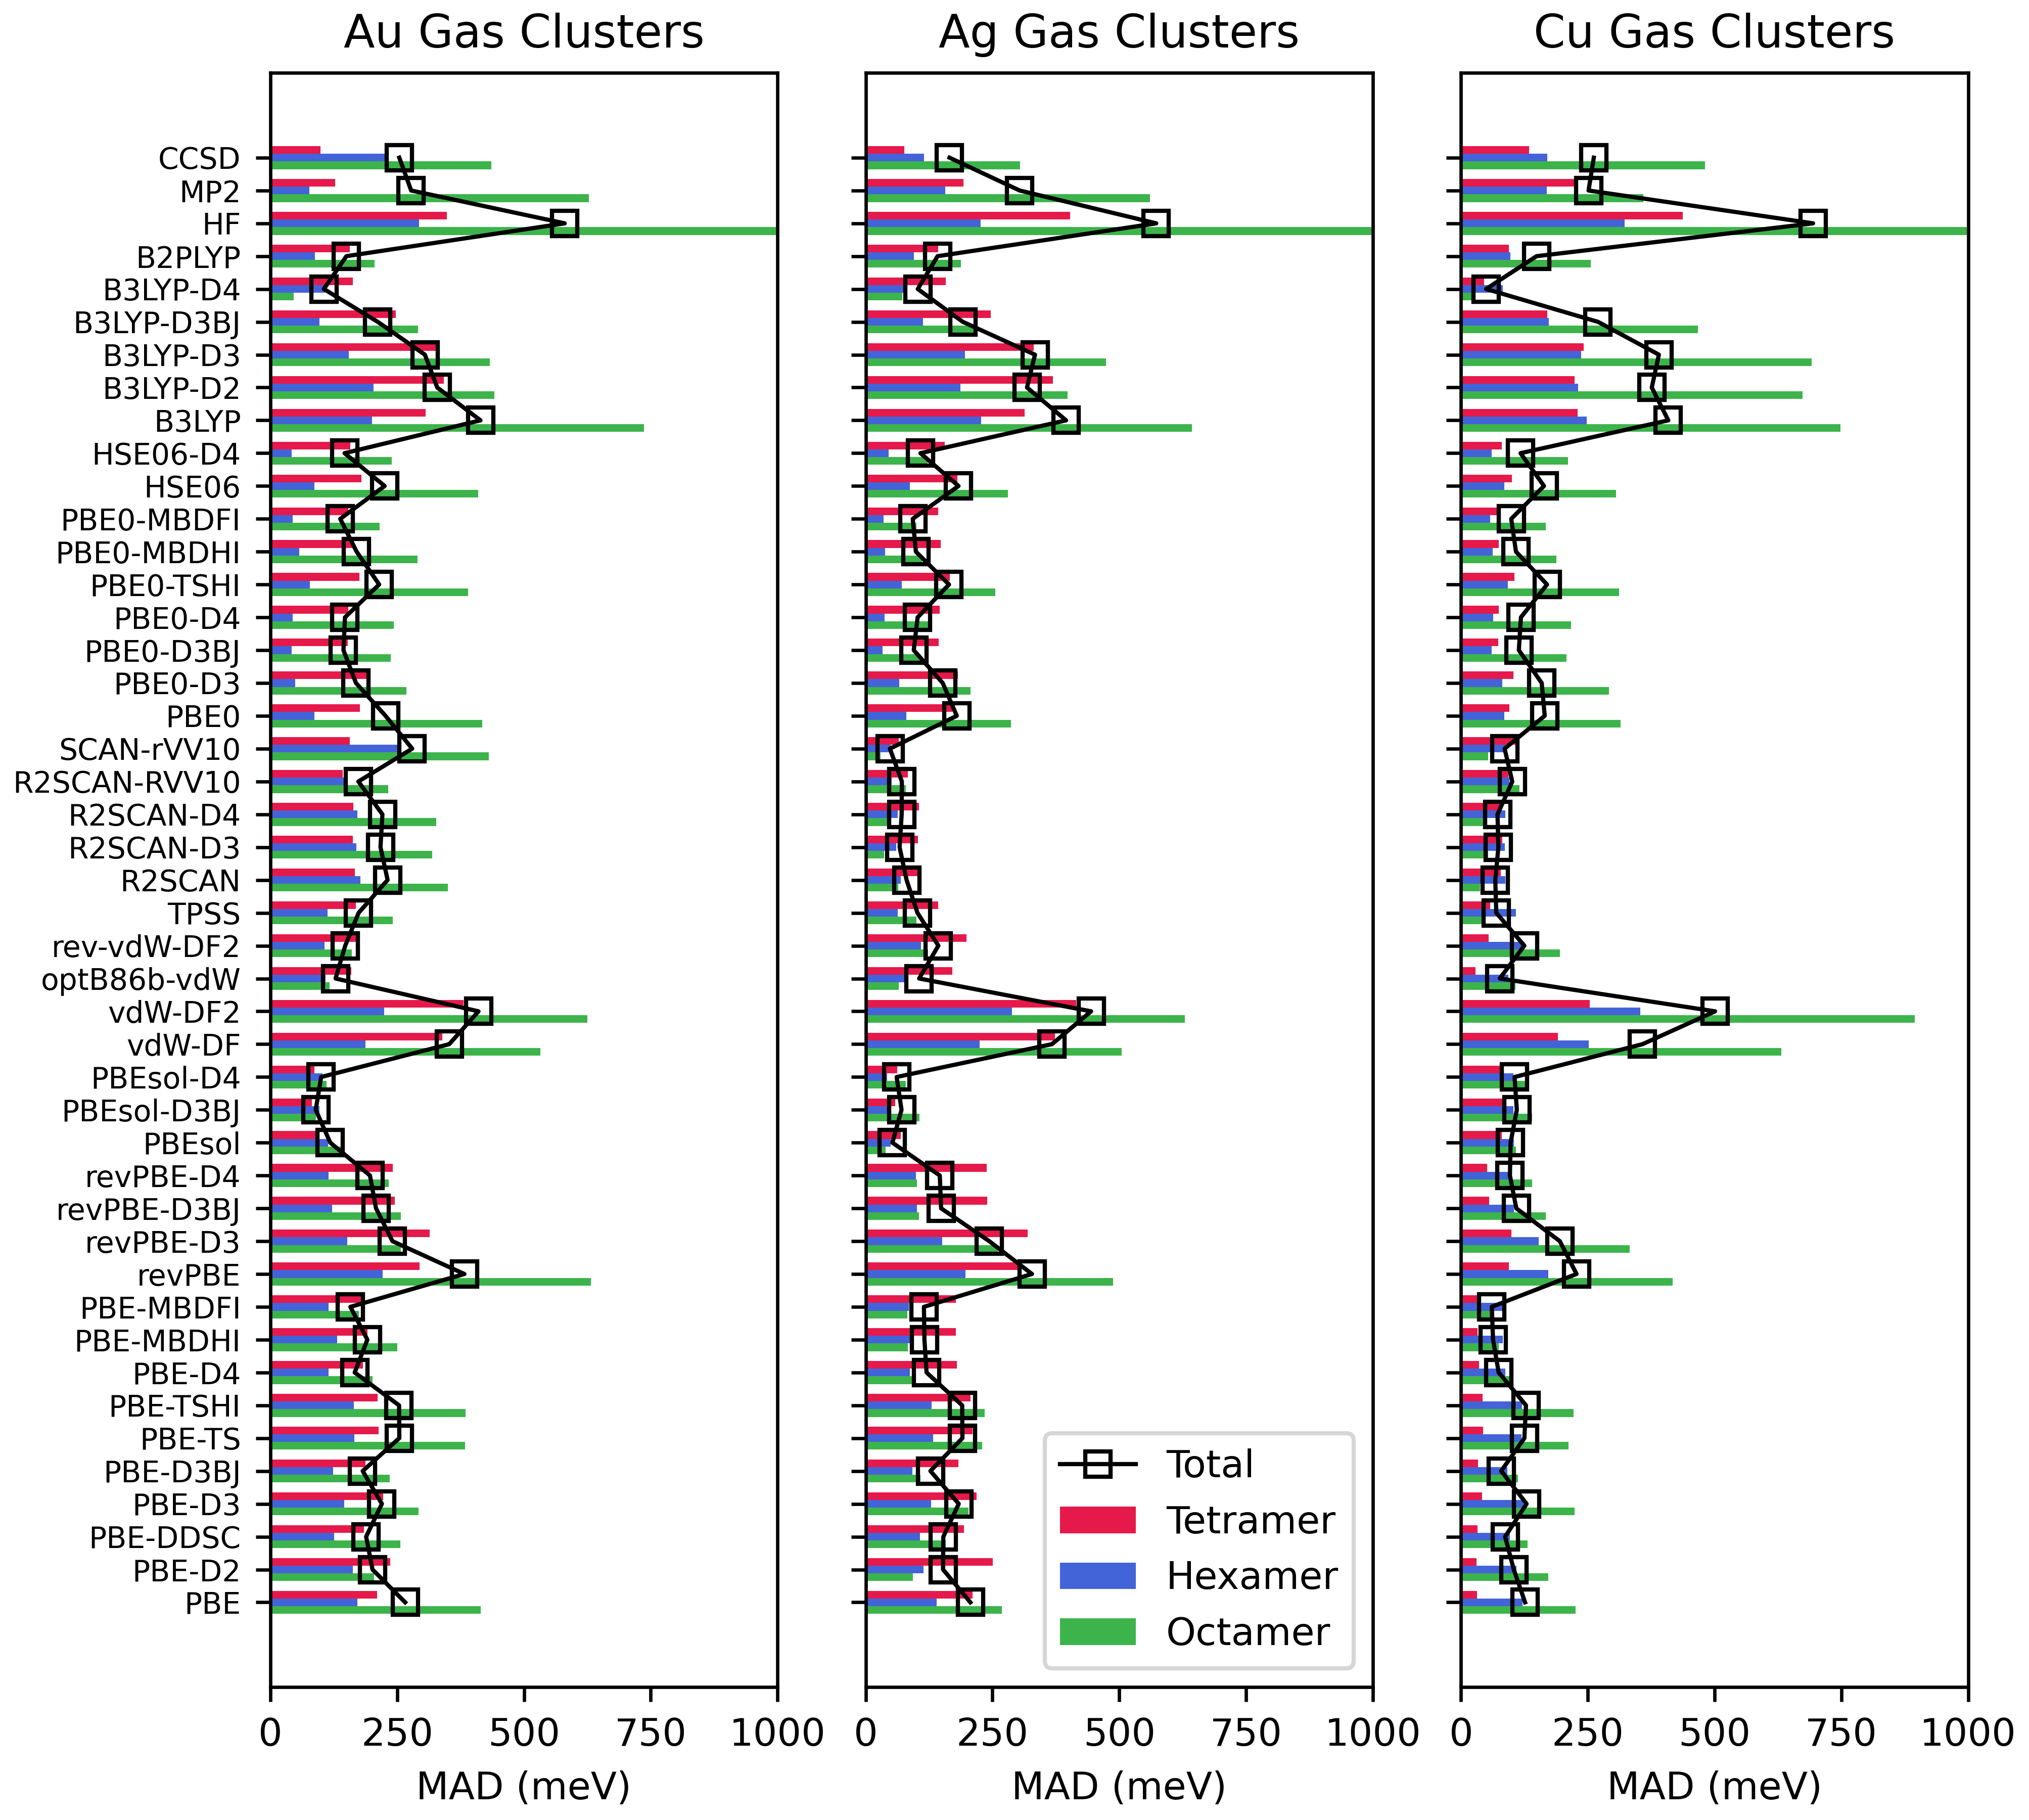 Au Gas Clusters
Ag Gas Clusters
Cu Gas Clusters
CCSD
MP2
HF
B2PLYP
B3LYP-D4
B3LYP-D3BJ
B3LYP-D3
B3LYP-D2
B3LYP
HSE06-D4
HSE06
PBE0-MBDFI
PBE0-MBDHI
PBE0-TSHI
PBE0-D4
PBE0-D3BJ
PBE0-D3
PBE0
SCAN-rVV10
R2SCAN-RVV10
R2SCAN-D4
R2SCAN-D3
R2SCAN
TPSS
rev-vdW-DF2
optB86b-vdW
vdW-DF2
vdW-DF
PBEsol-D4
PBEsol-D3BJ
PBEsol
revPBE-D4
revPBE-D3BJ
revPBE-D3
revPBE
PBE-MBDFI
PBE-MBDHI
PBE-D4
PBE-TSHI
PBE-TS
PBE-D3BJ
PBE-D3
PBE-DDSC
PBE-D2
PBE
Total
Tetramer
Hexamer
Octamer
0 250 500 750 1000
0 250 500 750 1000
0 250 500 750 1000
MAD (meV)
MAD (meV)
MAD (meV)